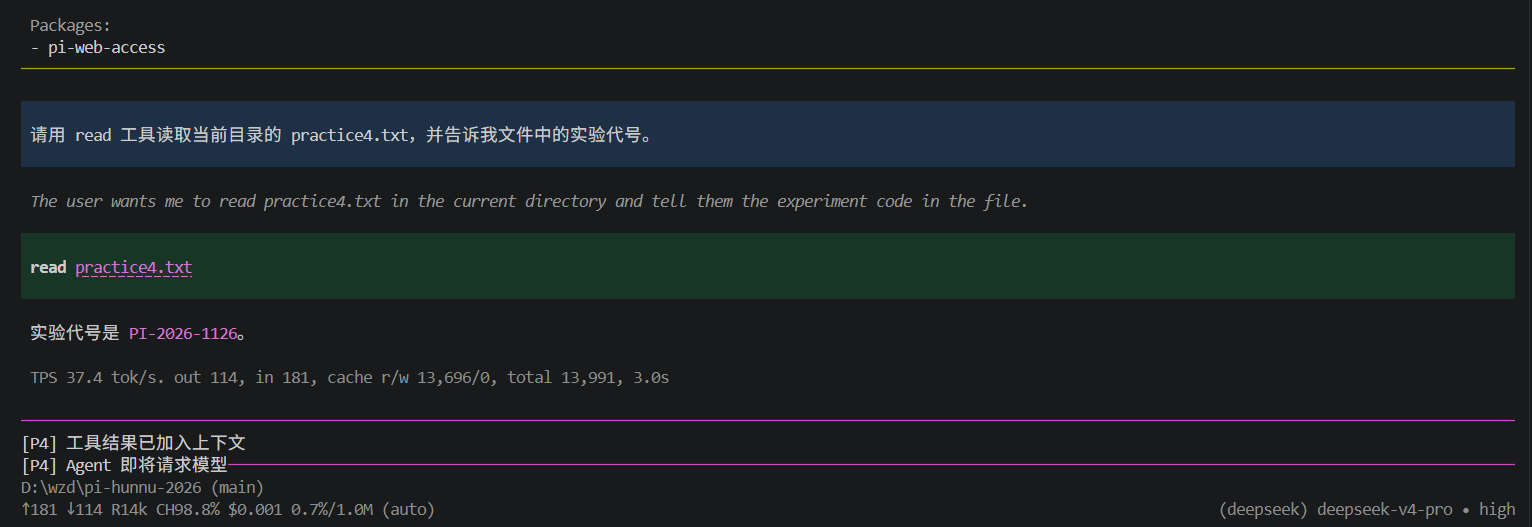 Packages:
- pi-web-access
请用 read 工具读取当前目录的 practice4.txt，并告诉我文件中的实验代号。
The user wants me to read practice4.txt in the current directory and tell them the experiment code in the file.
read practice4.txt
实验代号是 PI-2026-1126。
TPS 37.4 tok/s. out 114, in 181, cache r/w 13,696/0, total 13,991, 3.0s
[P4] 工具结果已加入上下文
[P4] Agent 即将请求模型
D:\wzd\pi-hunnu-2026 (main)
↑181 ↓114 R14k CH98.8% $0.001 0.7%/1.0M (auto) (deepseek) deepseek-v4-pro • high